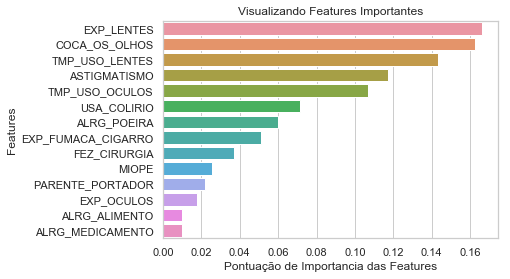 Visualizando Features Importantes
EXP_LENTES
COCA_OS_OLHOS
TMP_USO_LENTES
ASTIGMATISMO
TMP_USO_OCULOS
USA_COLIRIO
ALRG_POEIRA
EXP_FUMACA_CIGARRO
FEZ_CIRURGIA
MIOPE
PARENTE_PORTADOR
EXP_OCULOS
ALRG_ALIMENTO
ALRG_MEDICAMENTO
Features
0.00 0.02 0.04 0.06 0.08 0.10 0.12 0.14 0.16
Pontuação de Importancia das Features